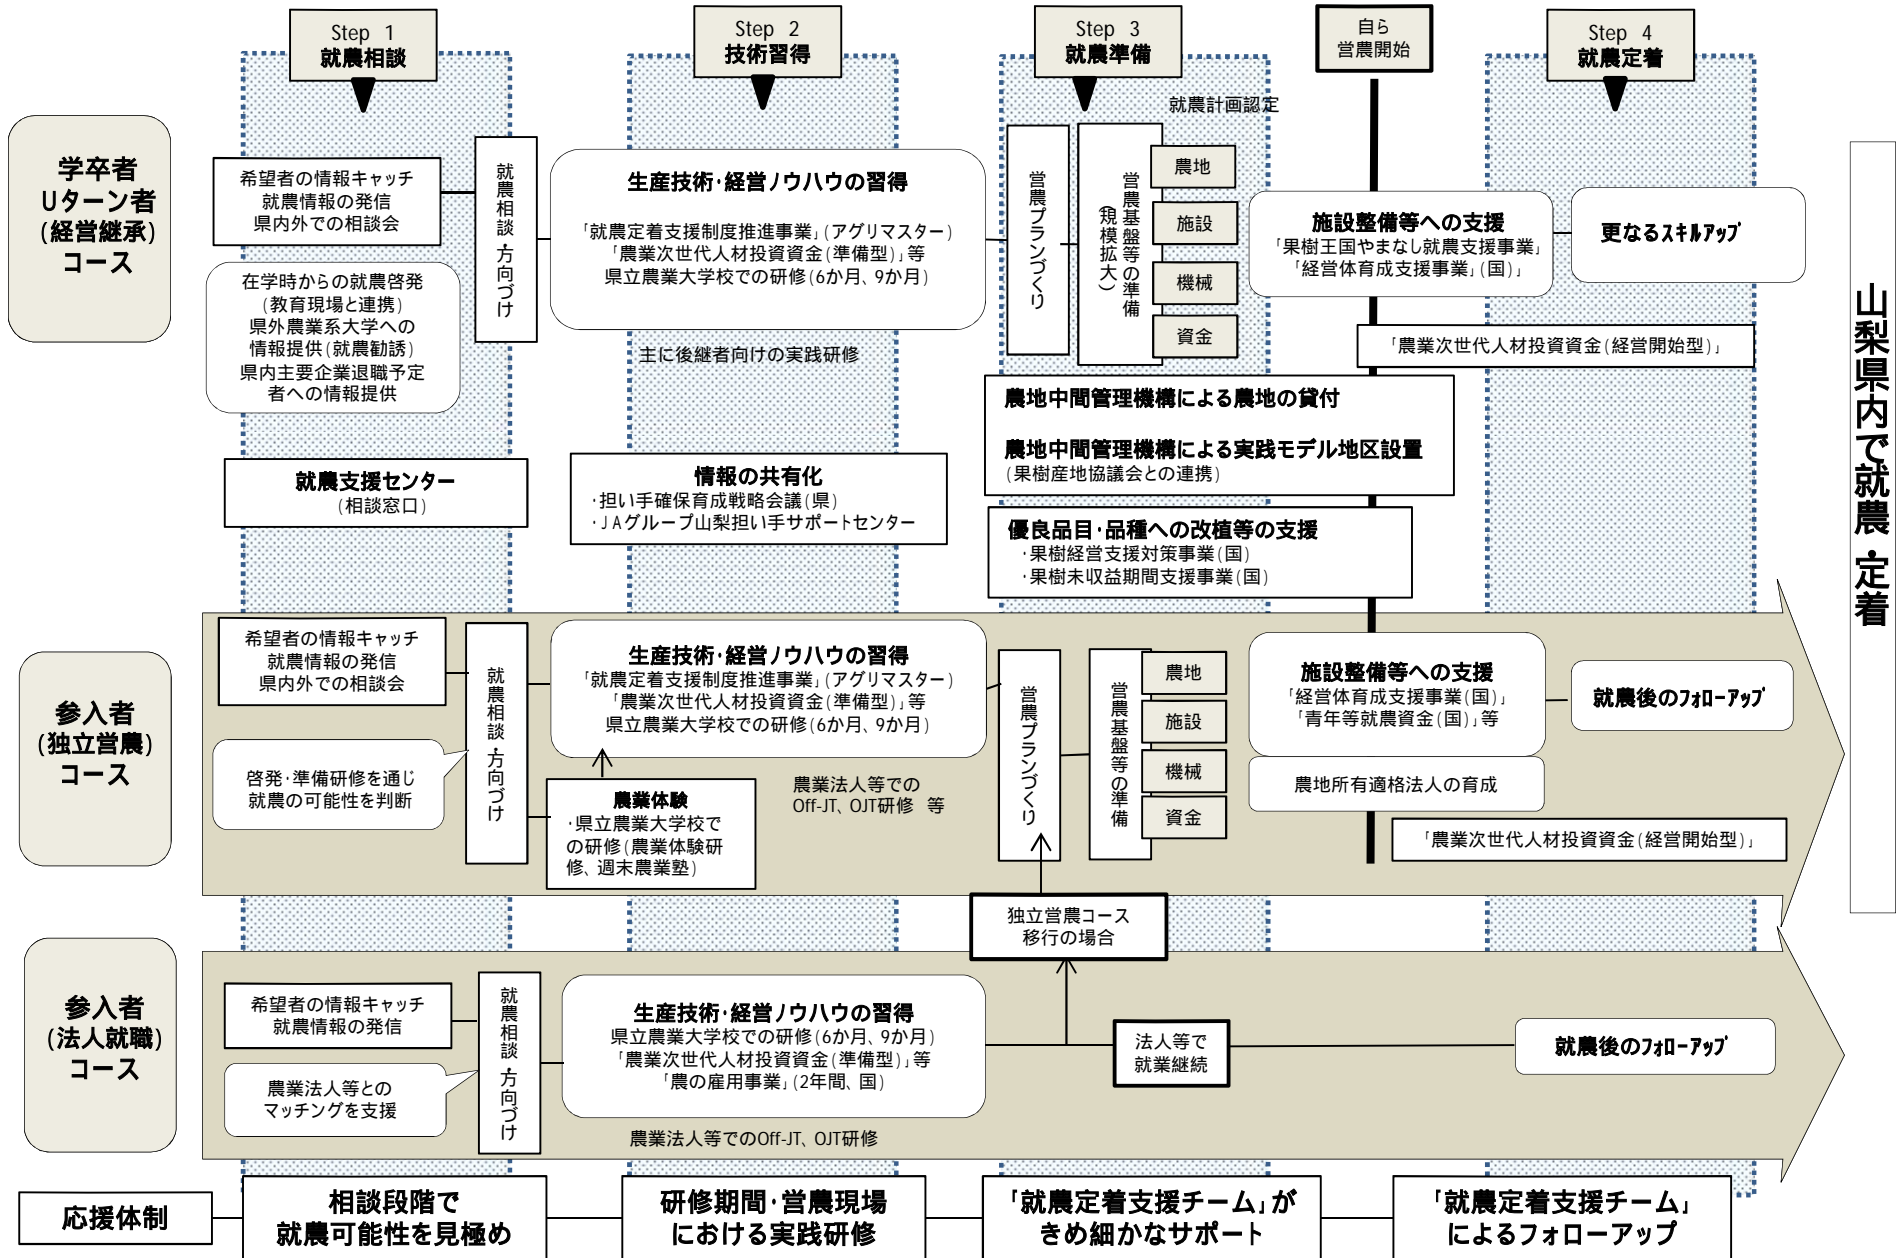 Step 1
就農相談
Step 2
技術習得
Step 3
就農準備
自ら
営農開始
Step 4
就農定着
就農計画認定
学卒者
Uターン者
(経営継承)
コース
希望者の情報キャッチ
就農情報の発信
県内外での相談会
在学時からの就農啓発
(教育現場と連携)
県外農業系大学への
情報提供(就農勧誘)
県内主要企業退職予定
者への情報提供
就農相談・方向づけ
生産技術・経営ノウハウの習得
「就農定着支援制度推進事業」(アグリマスター)
「農業次世代人材投資資金(準備型)」等
県立農業大学校での研修(6か月、9か月)
主に後継者向けの実践研修
営農プランづくり
営農基盤等の準備
(規模拡大)
農地
施設
機械
資金
施設整備等への支援
「果樹王国やまなし就農支援事業」
「経営体育成支援事業」(国)」
更なるスキルアップ
「農業次世代人材投資資金(経営開始型)」
農地中間管理機構による農地の貸付
農地中間管理機構による実践モデル地区設置
(果樹産地協議会との連携)
就農支援センター
(相談窓口)
情報の共有化
・担い手確保育成戦略会議(県)
・JAグループ山梨担い手サポートセンター
優良品目・品種への改植等の支援
・果樹経営支援対策事業(国)
・果樹未収益期間支援事業(国)
山梨県内で就農・定着
参入者
(独立営農)
コース
希望者の情報キャッチ
就農情報の発信
県内外での相談会
啓発・準備研修を通じ
就農の可能性を判断
就農相談・方向づけ
生産技術・経営ノウハウの習得
「就農定着支援制度推進事業」(アグリマスター)
「農業次世代人材投資資金(準備型)」等
県立農業大学校での研修(6か月、9か月)
農業体験
・県立農業大学校で
の研修(農業体験研
修、週末農業塾)
農業法人等での
Off-JT、OJT研修 等
営農プランづくり
営農基盤等の準備
農地
施設
機械
資金
施設整備等への支援
「経営体育成支援事業(国)」
「青年等就農資金(国)」等
農地所有適格法人の育成
就農後のフォローアップ
「農業次世代人材投資資金(経営開始型)」
独立営農コース
移行の場合
参入者
(法人就職)
コース
希望者の情報キャッチ
就農情報の発信
農業法人等との
マッチングを支援
就農相談・方向づけ
生産技術・経営ノウハウの習得
県立農業大学校での研修(6か月、9か月)
「農業次世代人材投資資金(準備型)」等
「農の雇用事業」(2年間、国)
農業法人等でのOff-JT、OJT研修
法人等で
就業継続
就農後のフォローアップ
応援体制
相談段階で
就農可能性を見極め
研修期間・営農現場
における実践研修
「就農定着支援チーム」が
きめ細かなサポート
「就農定着支援チーム」
によるフォローアップ